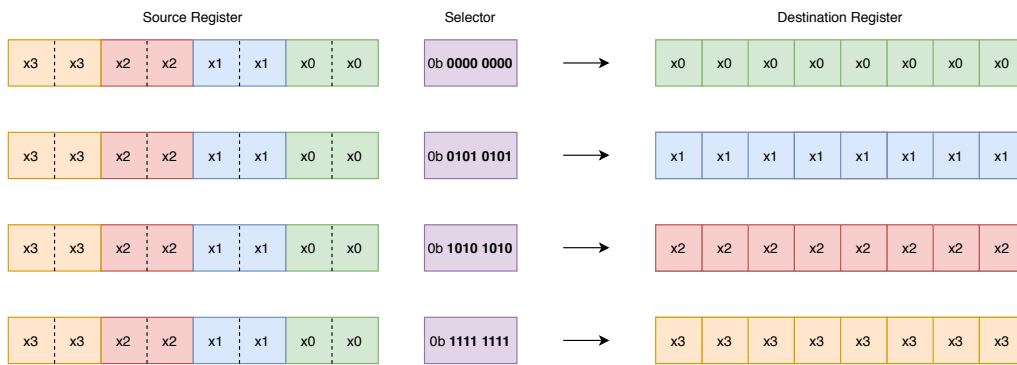 Source Register Selector Destination Register
x3 x3 x2 x2 x1 x1 x0 x0 0b 0000 0000 x0 x0 x0 x0 x0 x0 x0 x0
x3 x3 x2 x2 x1 x1 x0 x0 0b 0101 0101 x1 x1 x1 x1 x1 x1 x1 x1
x3 x3 x2 x2 x1 x1 x0 x0 0b 1010 1010 x2 x2 x2 x2 x2 x2 x2 x2
x3 x3 x2 x2 x1 x1 x0 x0 0b 1111 1111 x3 x3 x3 x3 x3 x3 x3 x3